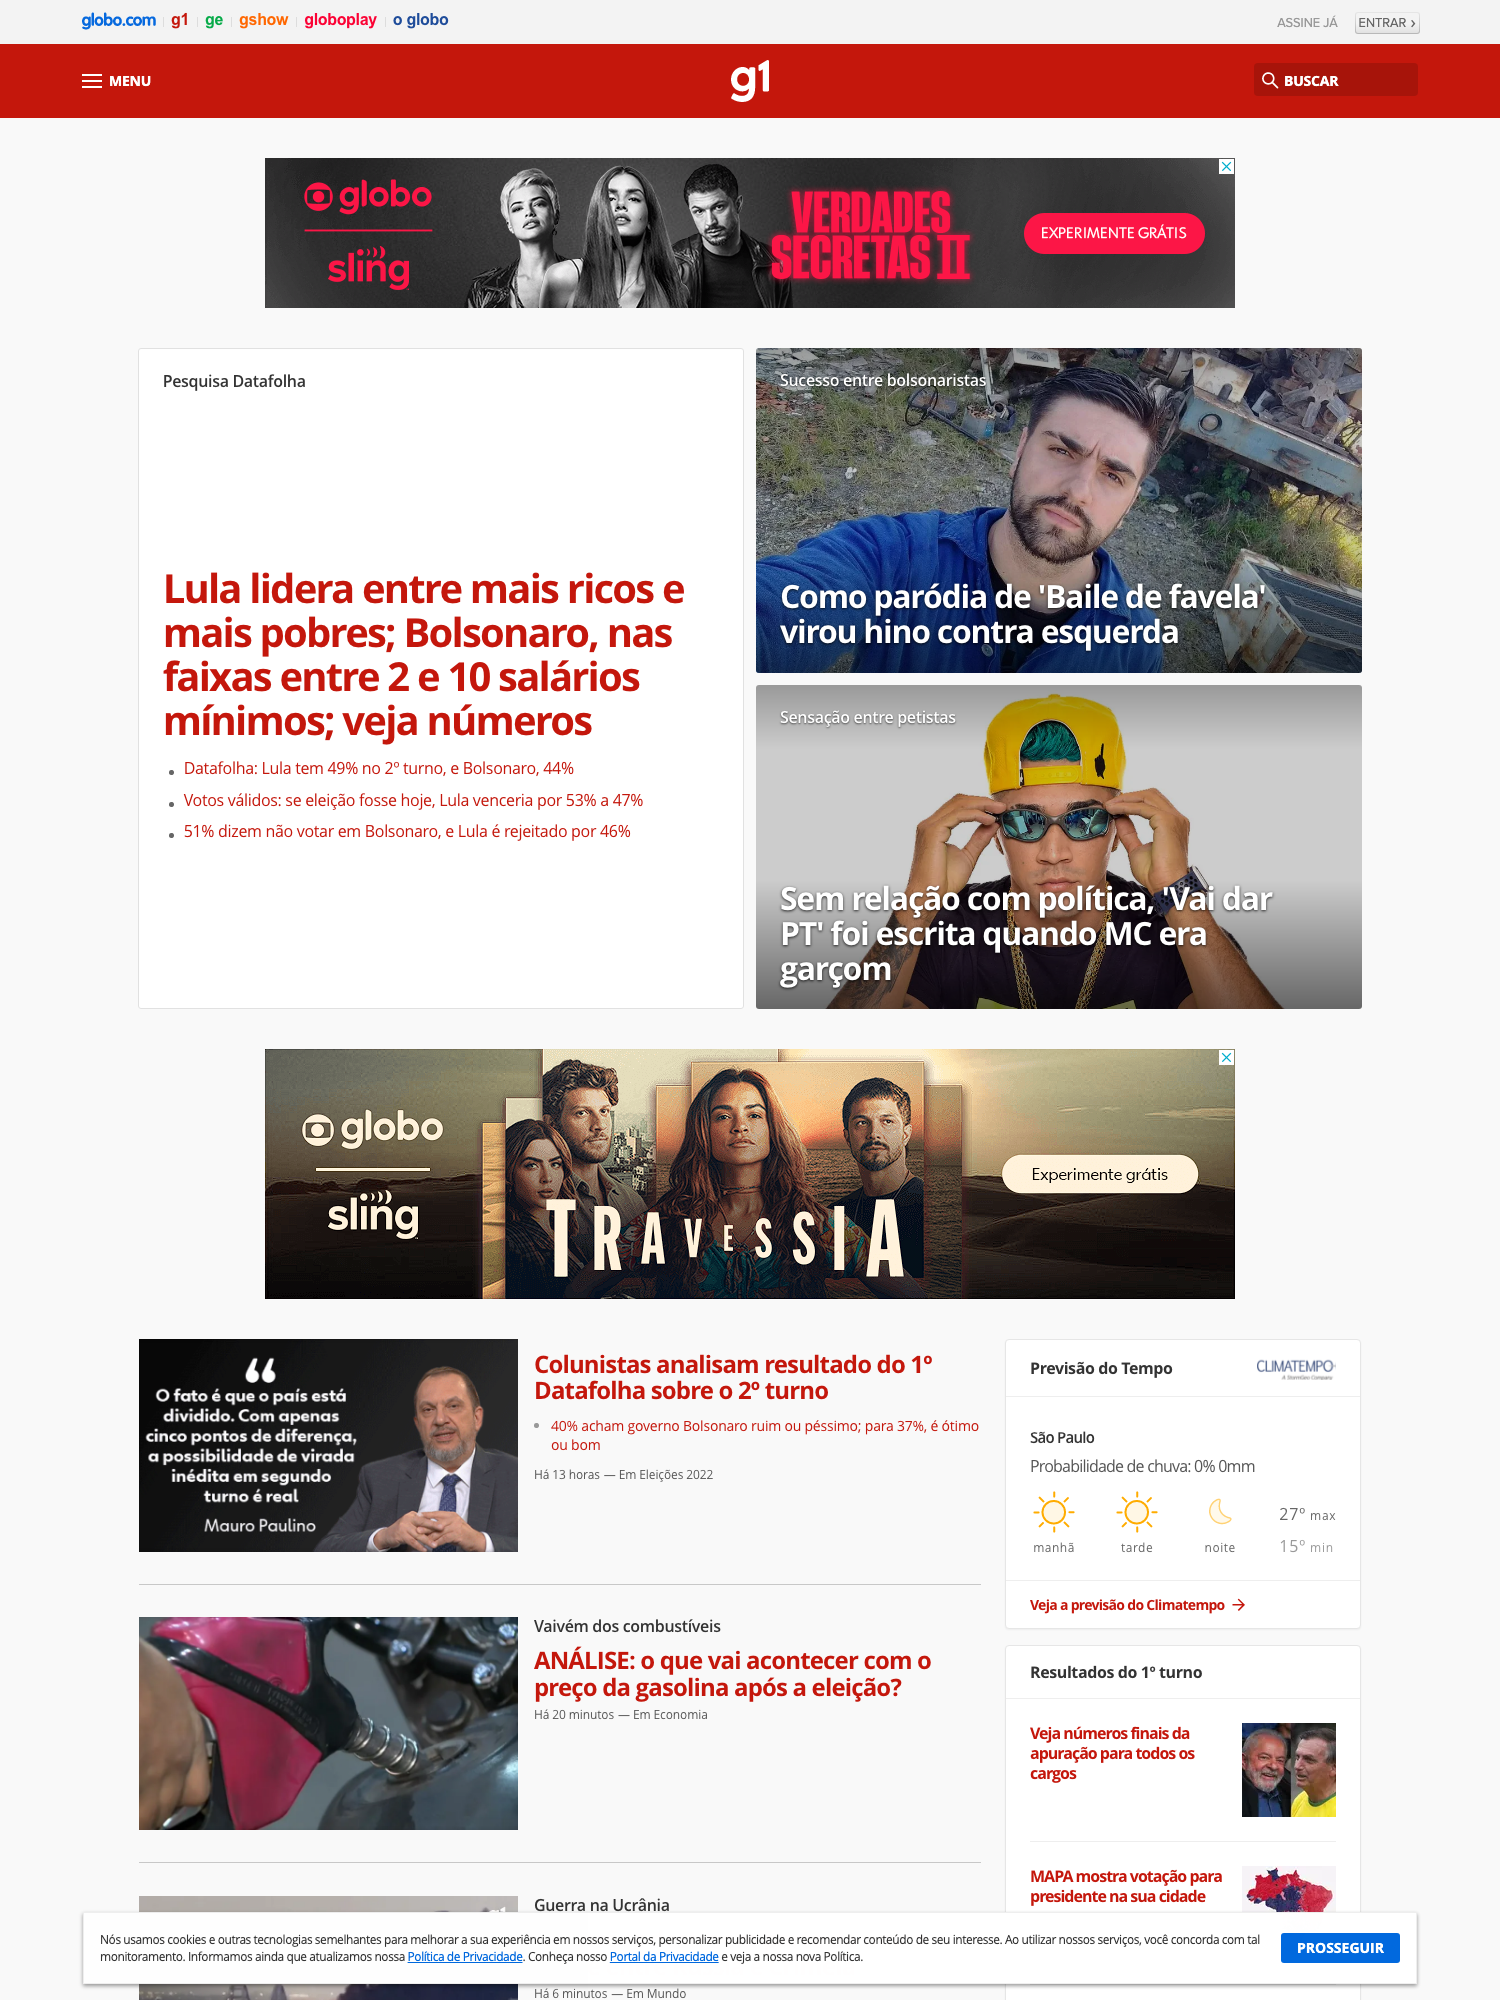 globo.com g1 ge gshow globoplay o globo
ASSINE JÁ ENTRAR ›
MENU
g1
BUSCAR
globo
sling
VERDADES
SECRETAS II
EXPERIMENTE GRÁTIS
Pesquisa Datafolha
Lula lidera entre mais ricos e
mais pobres; Bolsonaro, nas
faixas entre 2 e 10 salários
mínimos; veja números
Datafolha: Lula tem 49% no 2º turno, e Bolsonaro, 44%
Votos válidos: se eleição fosse hoje, Lula venceria por 53% a 47%
51% dizem não votar em Bolsonaro, e Lula é rejeitado por 46%
Sucesso entre bolsonaristas
Como paródia de 'Baile de favela'
virou hino contra esquerda
Sensação entre petistas
Sem relação com política, 'Vai dar
PT' foi escrita quando MC era
garçom
globo
sling
TRAVESSIA
Experimente grátis
“
O fato é que o país está
dividido. Com apenas
cinco pontos de diferença,
a possibilidade de virada
inédita em segundo
turno é real
Mauro Paulino
Colunistas analisam resultado do 1º
Datafolha sobre o 2º turno
40% acham governo Bolsonaro ruim ou péssimo; para 37%, é ótimo
ou bom
Há 13 horas — Em Eleições 2022
Vaivém dos combustíveis
ANÁLISE: o que vai acontecer com o
preço da gasolina após a eleição?
Há 20 minutos — Em Economia
Guerra na Ucrânia
Há 6 minutos — Em Mundo
Previsão do Tempo
CLIMATEMPO
A StormGeo Company
São Paulo
Probabilidade de chuva: 0% 0mm
manhã tarde noite
27º max
15º min
Veja a previsão do Climatempo →
Resultados do 1º turno
Veja números finais da
apuração para todos os
cargos
MAPA mostra votação para
presidente na sua cidade
Nós usamos cookies e outras tecnologias semelhantes para melhorar a sua experiência em nossos serviços, personalizar publicidade e recomendar conteúdo de seu interesse. Ao utilizar nossos serviços, você concorda com tal
monitoramento. Informamos ainda que atualizamos nossa Política de Privacidade. Conheça nosso Portal da Privacidade e veja a nossa nova Política.
PROSSEGUIR